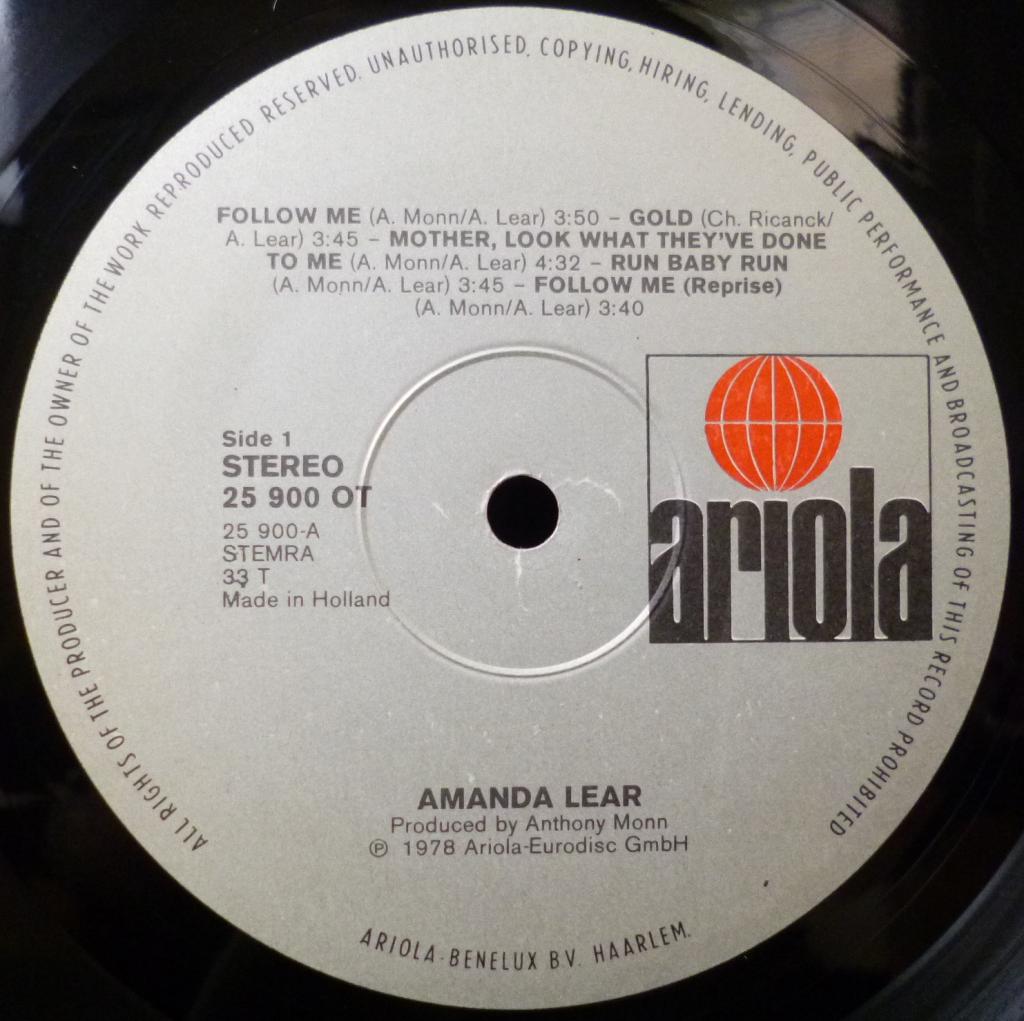 ALL RIGHTS OF THE PRODUCER AND OF THE OWNER OF THE WORK REPRODUCED RESERVED. UNAUTHORISED, COPYING, HIRING, LENDING, PUBLIC PERFORMANCE AND BROADCASTING OF THIS RECORD PROHIBITED
FOLLOW ME (A. Monn/A. Lear) 3:50 – GOLD (Ch. Ricanck/
A. Lear) 3:45 – MOTHER, LOOK WHAT THEY'VE DONE
TO ME (A. Monn/A. Lear) 4:32 – RUN BABY RUN
(A. Monn/A. Lear) 3:45 – FOLLOW ME (Reprise)
(A. Monn/A. Lear) 3:40
Side 1
STEREO
25 900 OT
25 900-A
STEMRA
33 T
Made in Holland
ariola
AMANDA LEAR
Produced by Anthony Monn
℗ 1978 Ariola-Eurodisc GmbH
ARIOLA-BENELUX B.V. HAARLEM.